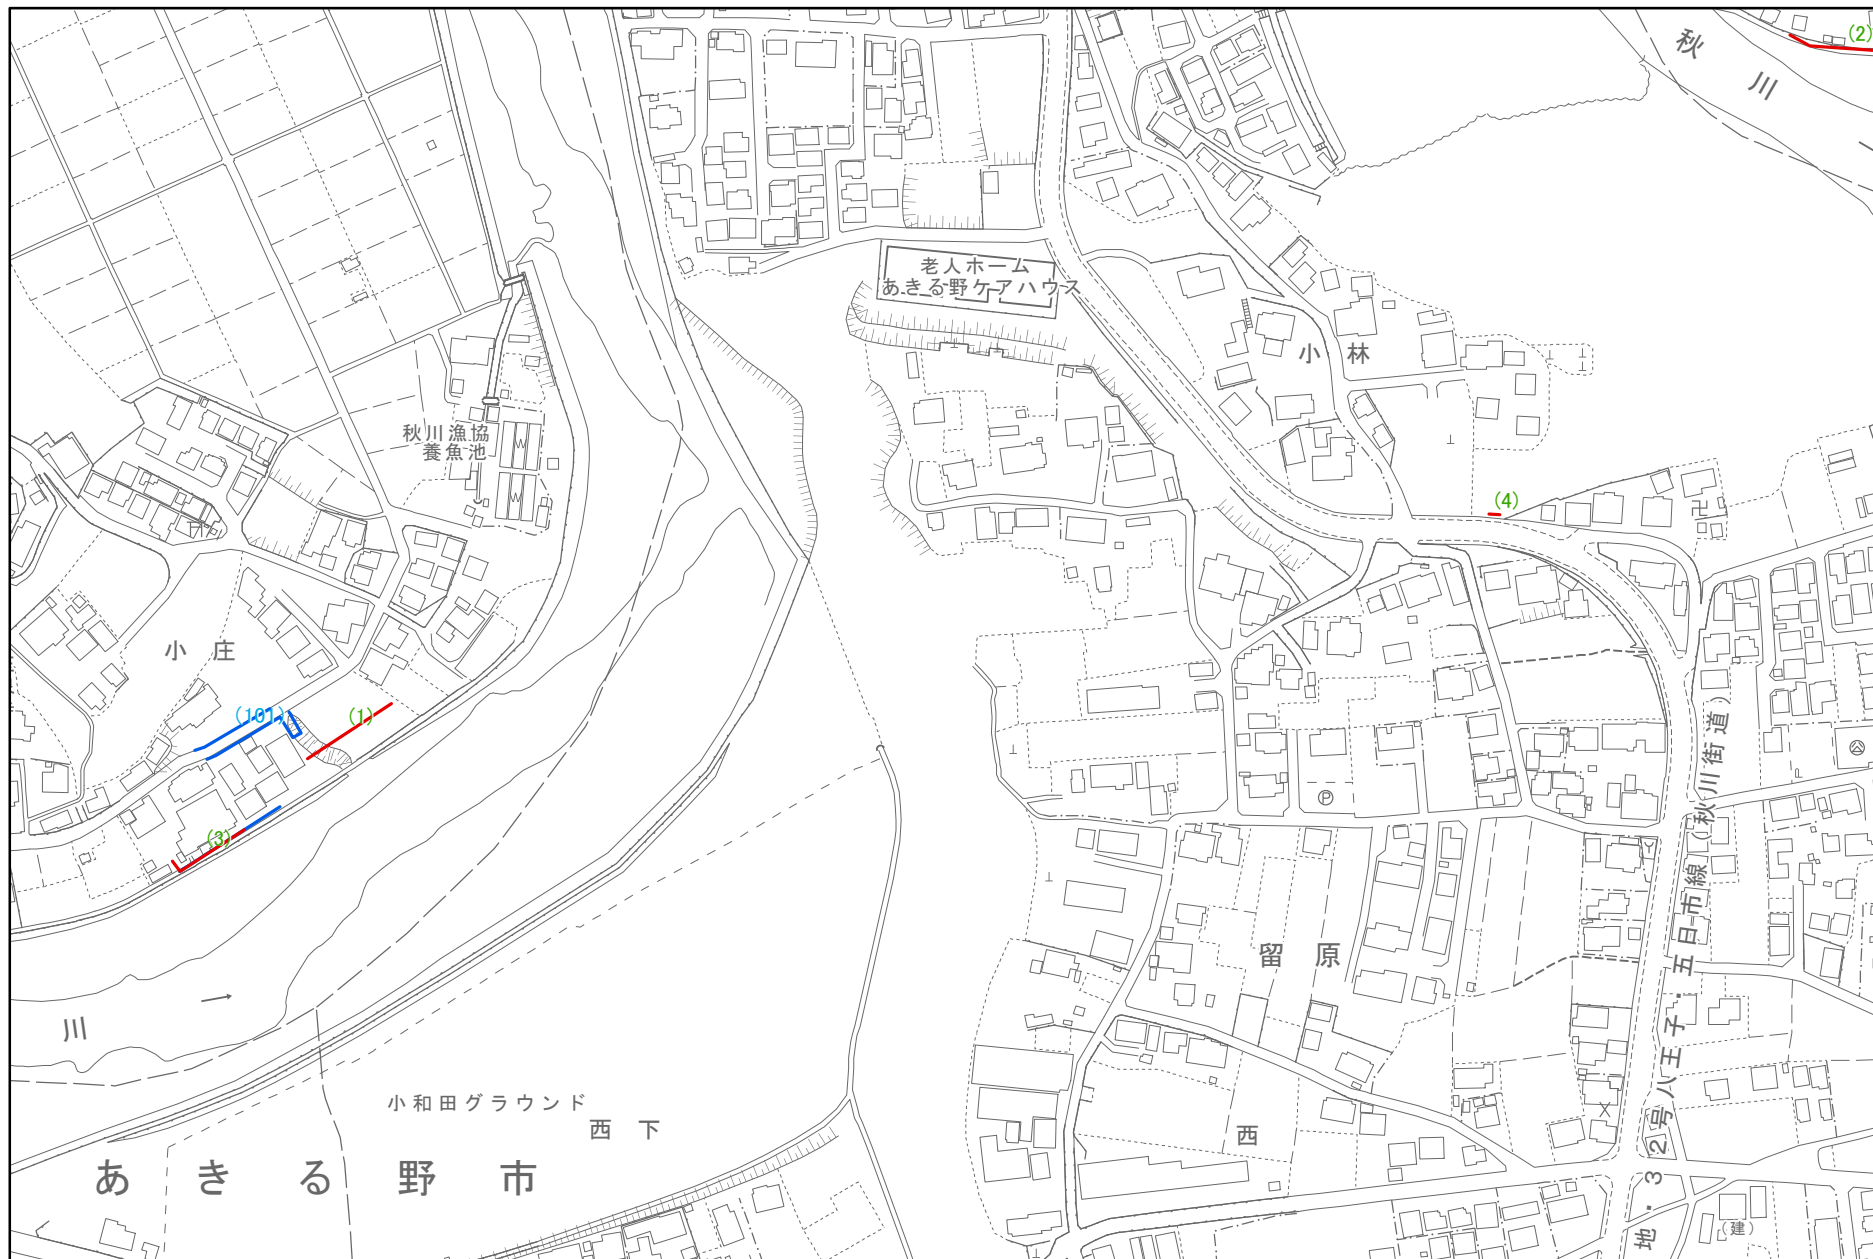 秋川
(2)
老人ホーム
あきる野ケアハウス
小林
秋川漁協
養魚池
(4)
小庄
(101)
(1)
(3)
P
留原
地・32号八王子・五日市線（秋川街道）
川
小和田グラウンド
西下
西
あきる野市
（建）